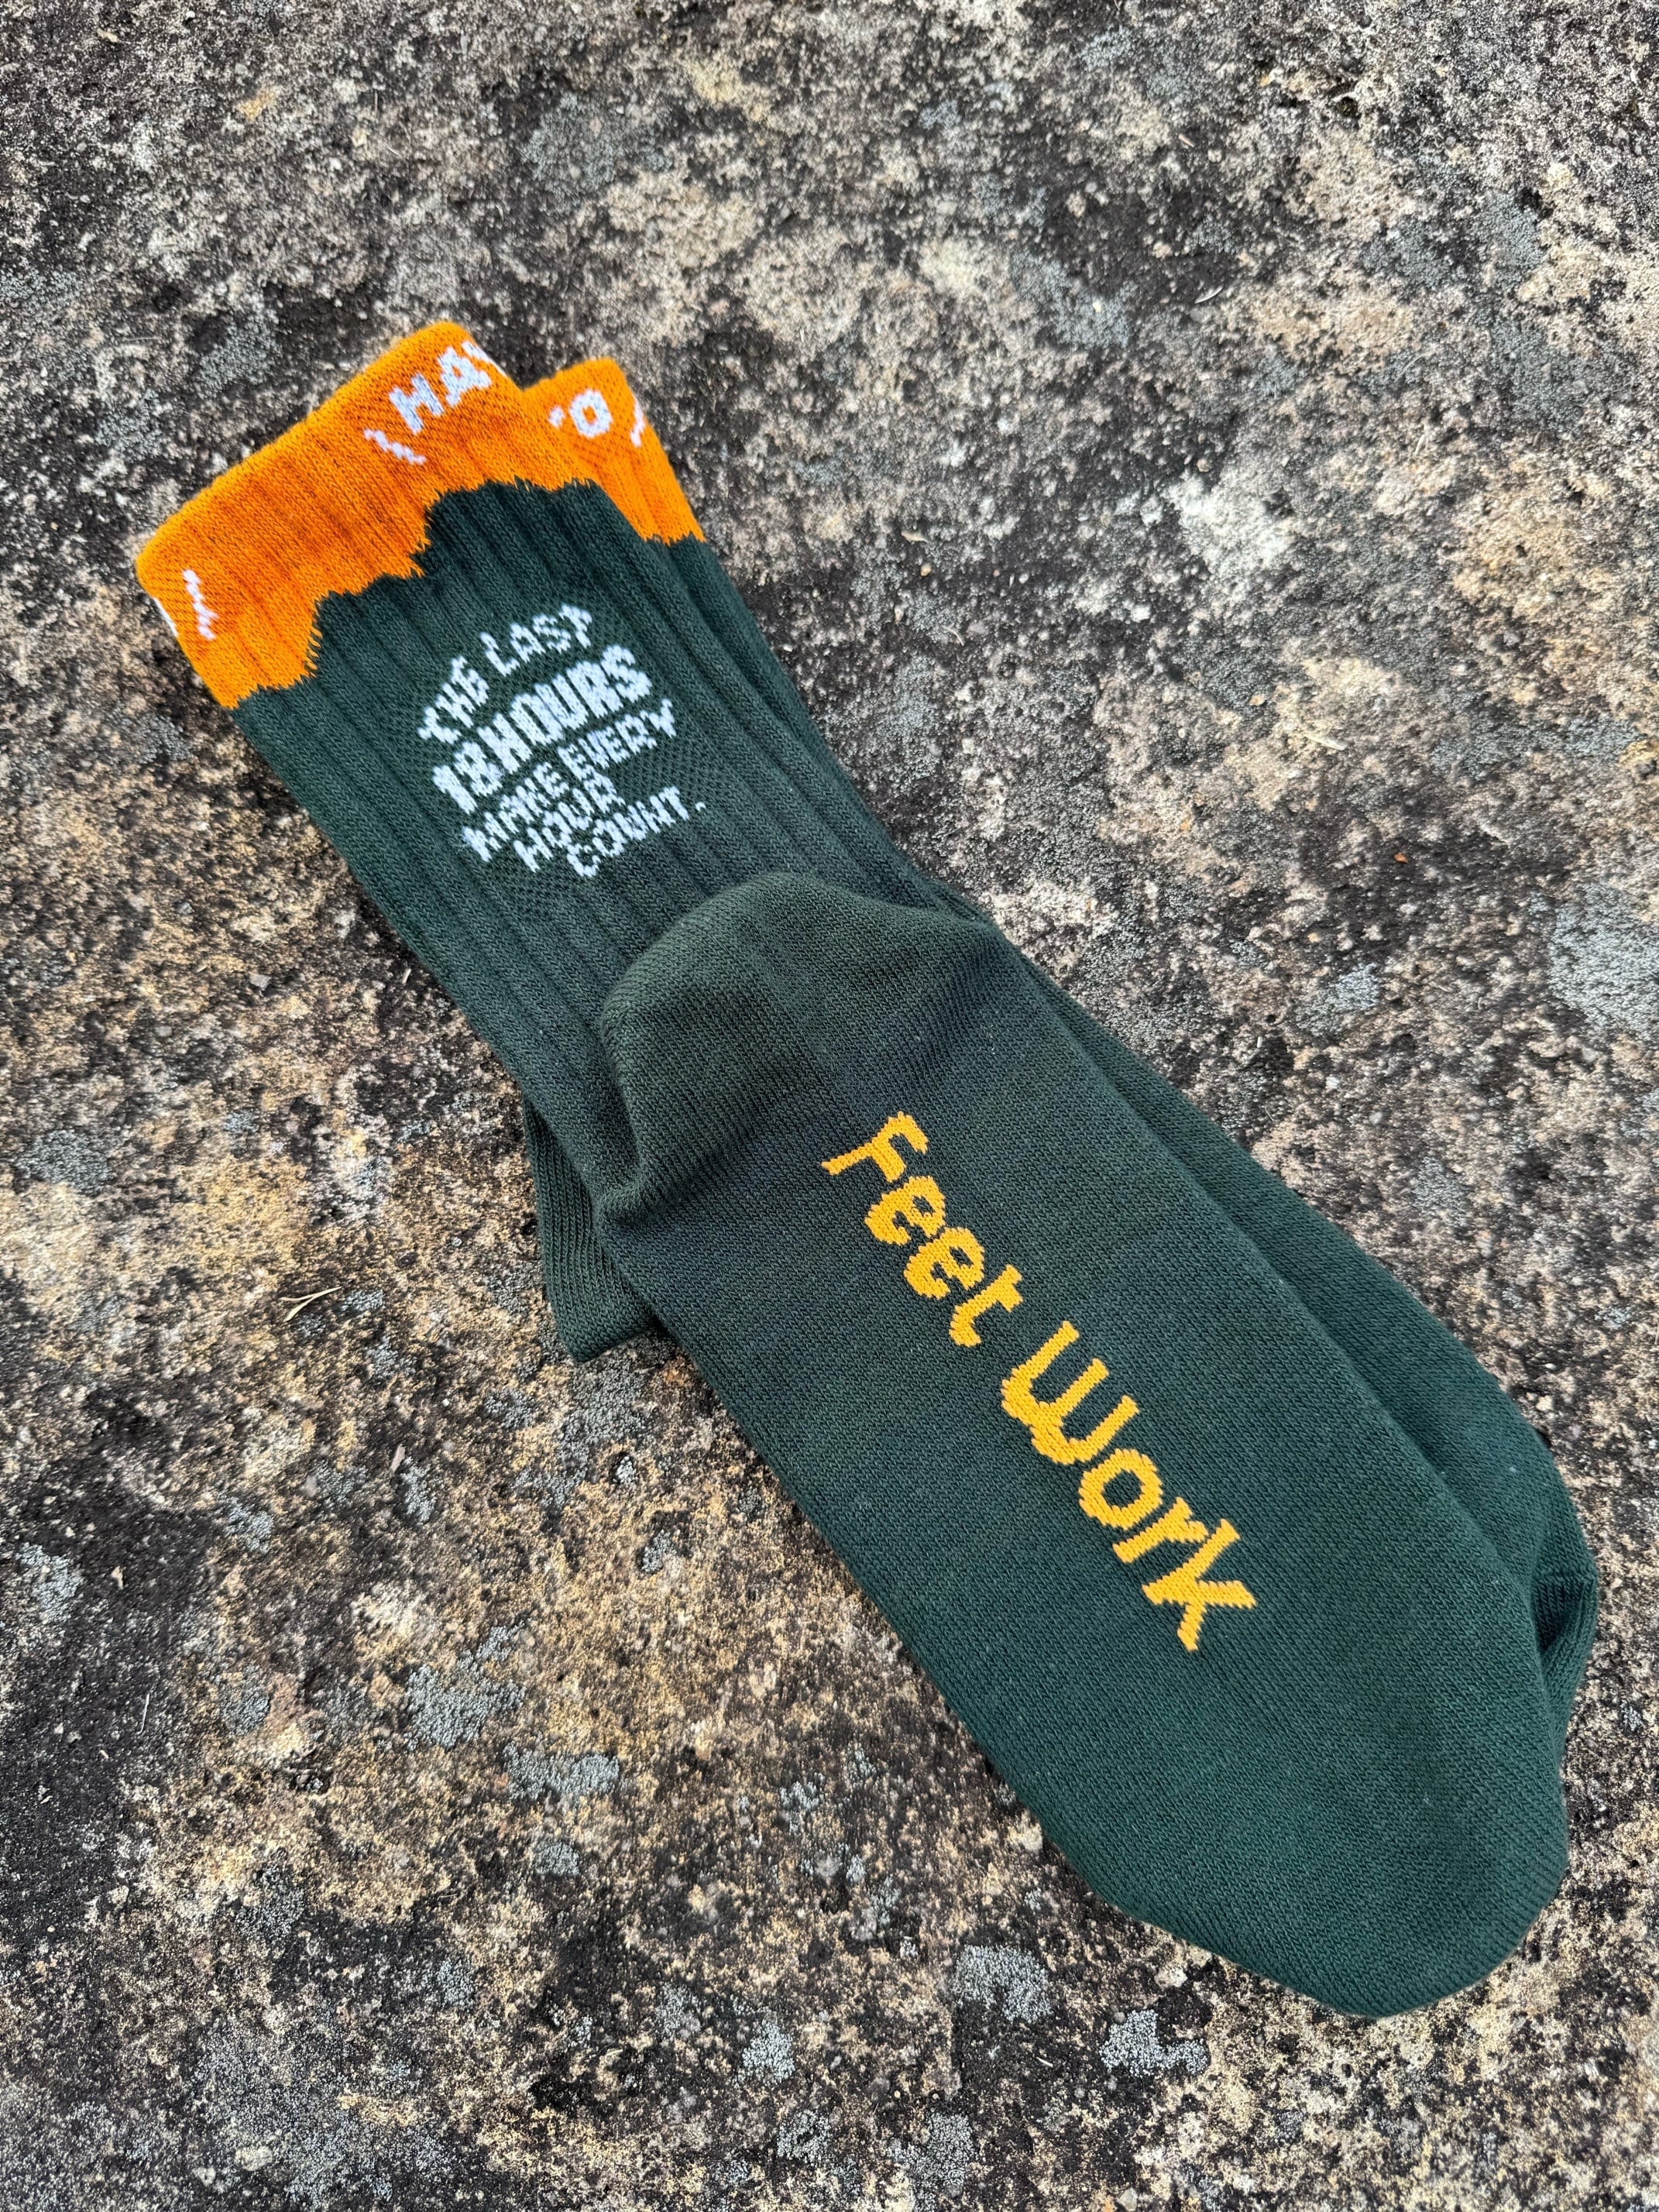 THE LAST
18HOURS
MAKE EVERY
HOUR
COUNT.
Feet Work